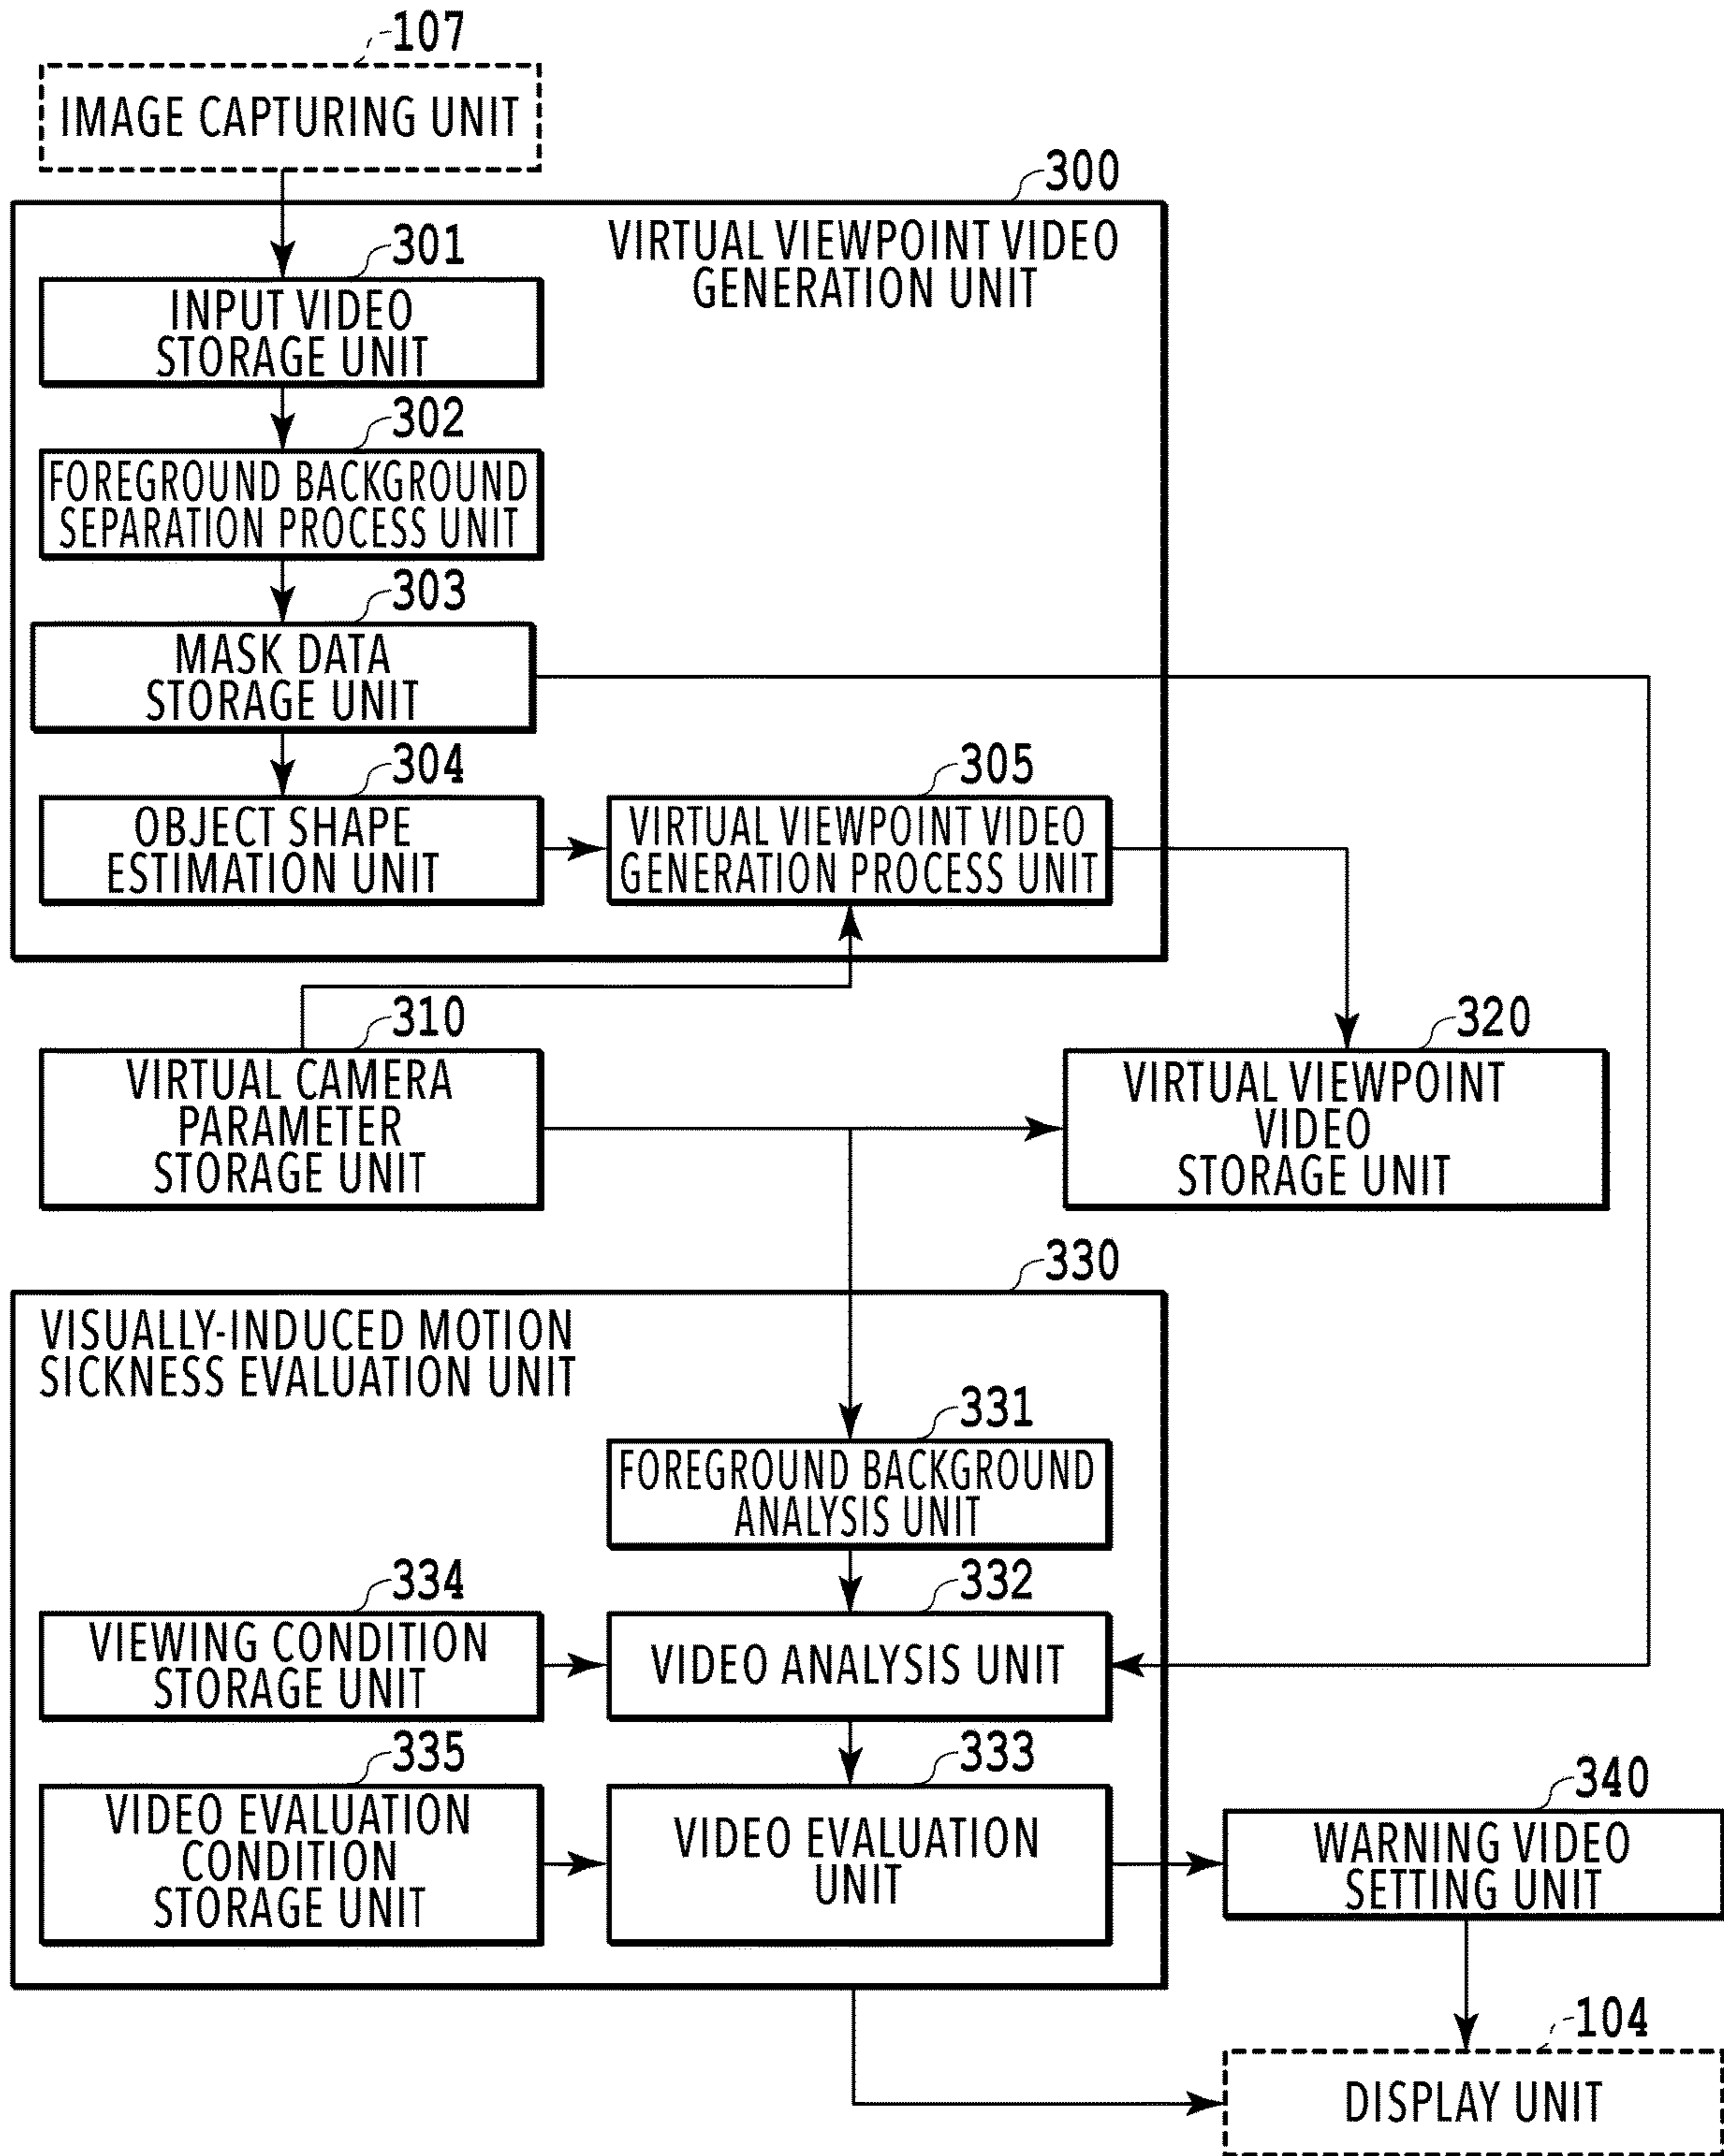 107
IMAGE CAPTURING UNIT
300
VIRTUAL VIEWPOINT VIDEO
GENERATION UNIT
301
INPUT VIDEO
STORAGE UNIT
302
FOREGROUND BACKGROUND
SEPARATION PROCESS UNIT
303
MASK DATA
STORAGE UNIT
304
OBJECT SHAPE
ESTIMATION UNIT
305
VIRTUAL VIEWPOINT VIDEO
GENERATION PROCESS UNIT
310
VIRTUAL CAMERA
PARAMETER
STORAGE UNIT
320
VIRTUAL VIEWPOINT
VIDEO
STORAGE UNIT
330
VISUALLY-INDUCED MOTION
SICKNESS EVALUATION UNIT
331
FOREGROUND BACKGROUND
ANALYSIS UNIT
334
VIEWING CONDITION
STORAGE UNIT
332
VIDEO ANALYSIS UNIT
335
VIDEO EVALUATION
CONDITION
STORAGE UNIT
333
VIDEO EVALUATION
UNIT
340
WARNING VIDEO
SETTING UNIT
104
DISPLAY UNIT